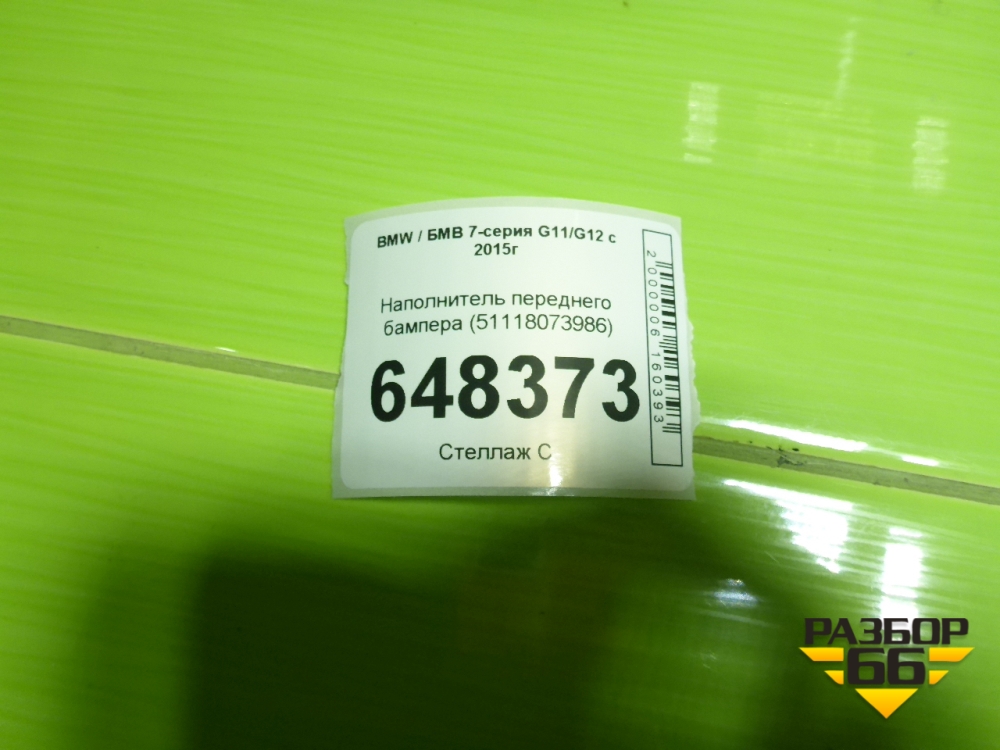 BMW / БМВ 7-серия G11/G12 с
2015г
Наполнитель переднего
бампера (51118073986)
648373
Стеллаж С
2000006160393
РАЗБОР
66